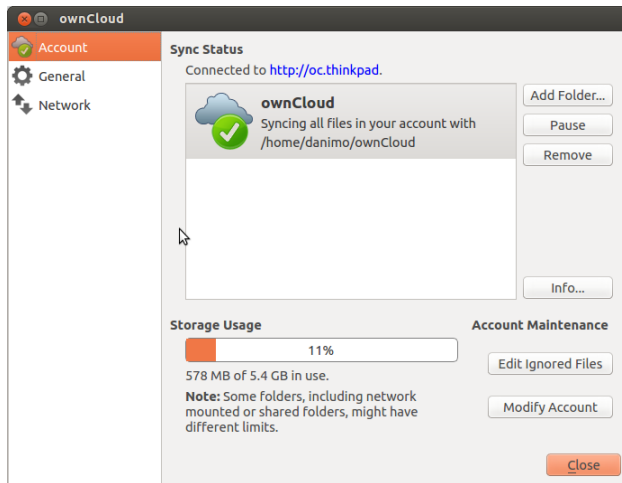 ownCloud
Account
General
Network
Sync Status
Connected to http://oc.thinkpad.
ownCloud
Syncing all files in your account with
/home/danimo/ownCloud
Add Folder...
Pause
Remove
Info...
Storage Usage
11%
578 MB of 5.4 GB in use.
Note: Some folders, including network
mounted or shared folders, might have
different limits.
Account Maintenance
Edit Ignored Files
Modify Account
Close